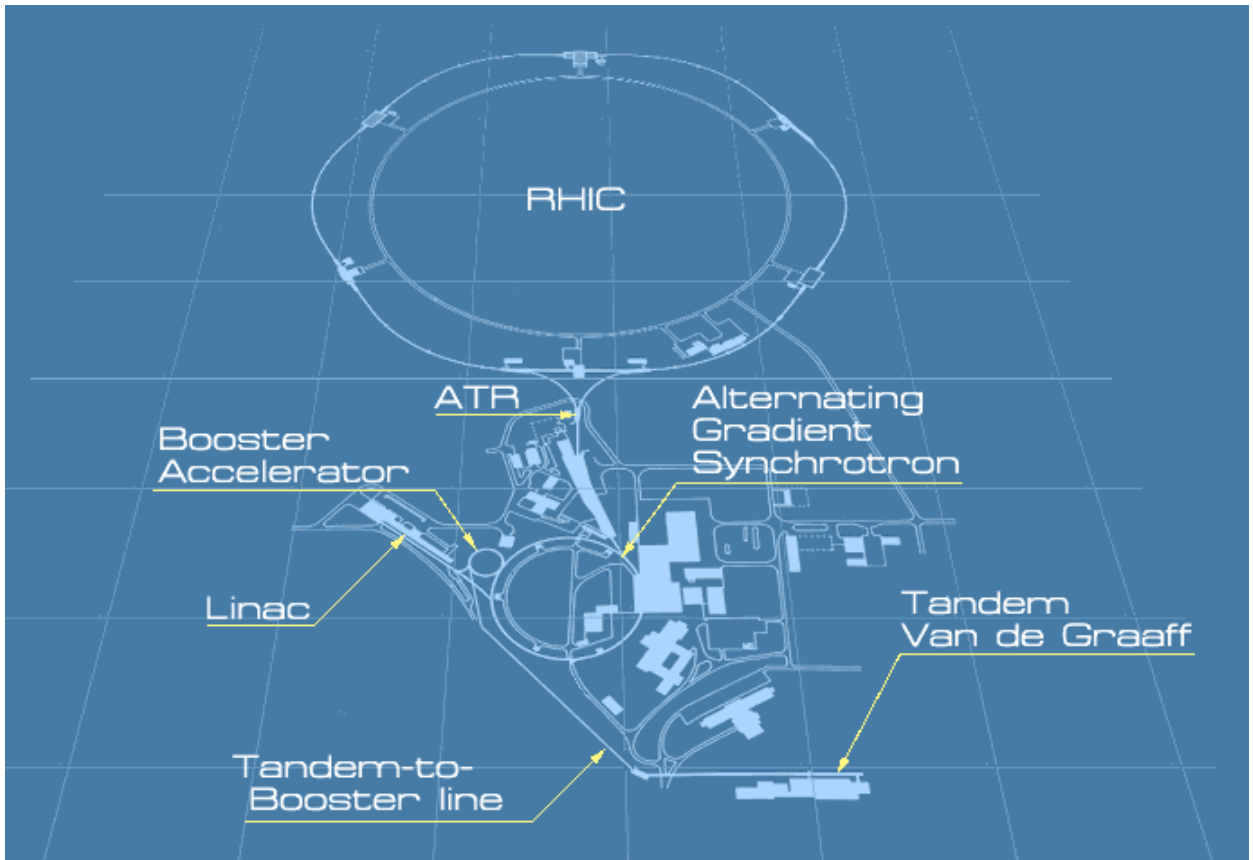 RHIC
ATR
Alternating
Gradient
Synchrotron
Booster
Accelerator
Linac
Tandem
Van de Graaff
Tandem-to-
Booster line